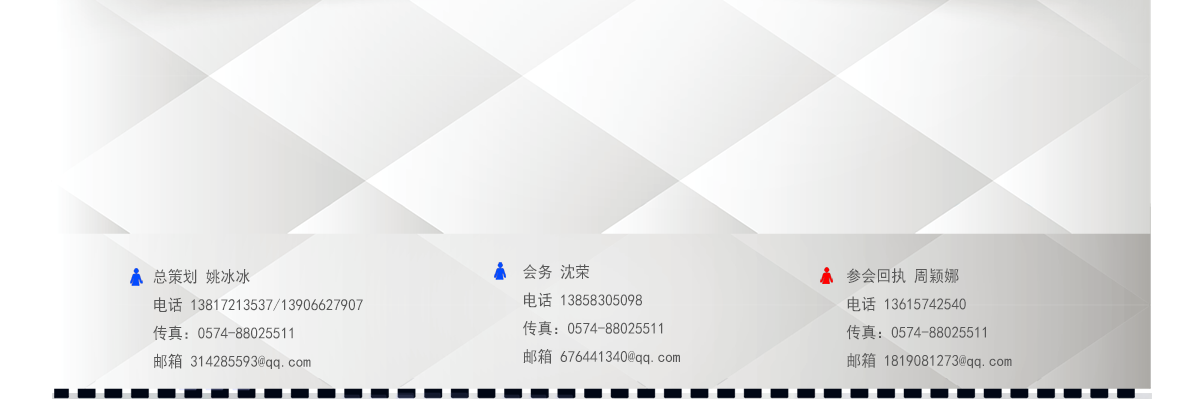 总策划 姚冰冰
电话 13817213537/13906627907
传真：0574-88025511
邮箱 314285593@qq.com
会务 沈荣
电话 13858305098
传真：0574-88025511
邮箱 676441340@qq.com
参会回执 周颖娜
电话 13615742540
传真：0574-88025511
邮箱 1819081273@qq.com